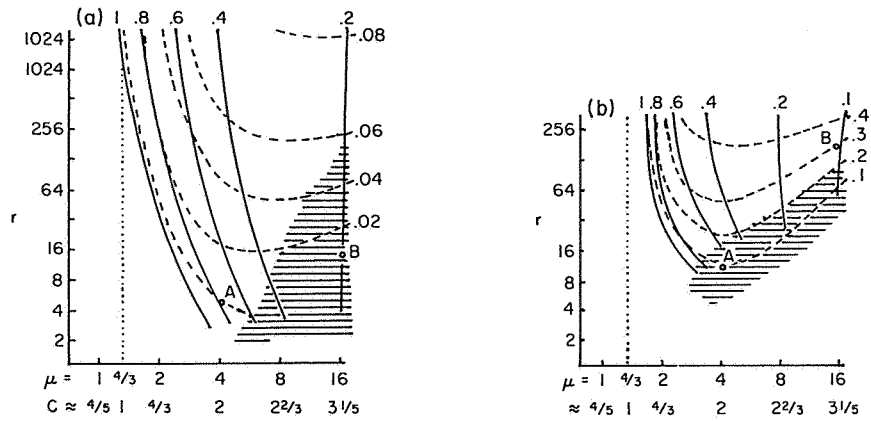 (a) 1 .8 .6 .4 .2
.08
1024
1024
256
.06
64
.04
r
.02
16
B
8
A
4
2
μ = 1 4/3 2 4 8 16
C ≈ 4/5 1 4/3 2 2 2/3 3 1/5
(b) 1 .8 .6 .4 .2 .1
.4
256
B
.3
.2
64
.1
r
16
A
8
4
2
μ = 1 4/3 2 4 8 16
≈ 4/5 1 4/3 2 2 2/3 3 1/5